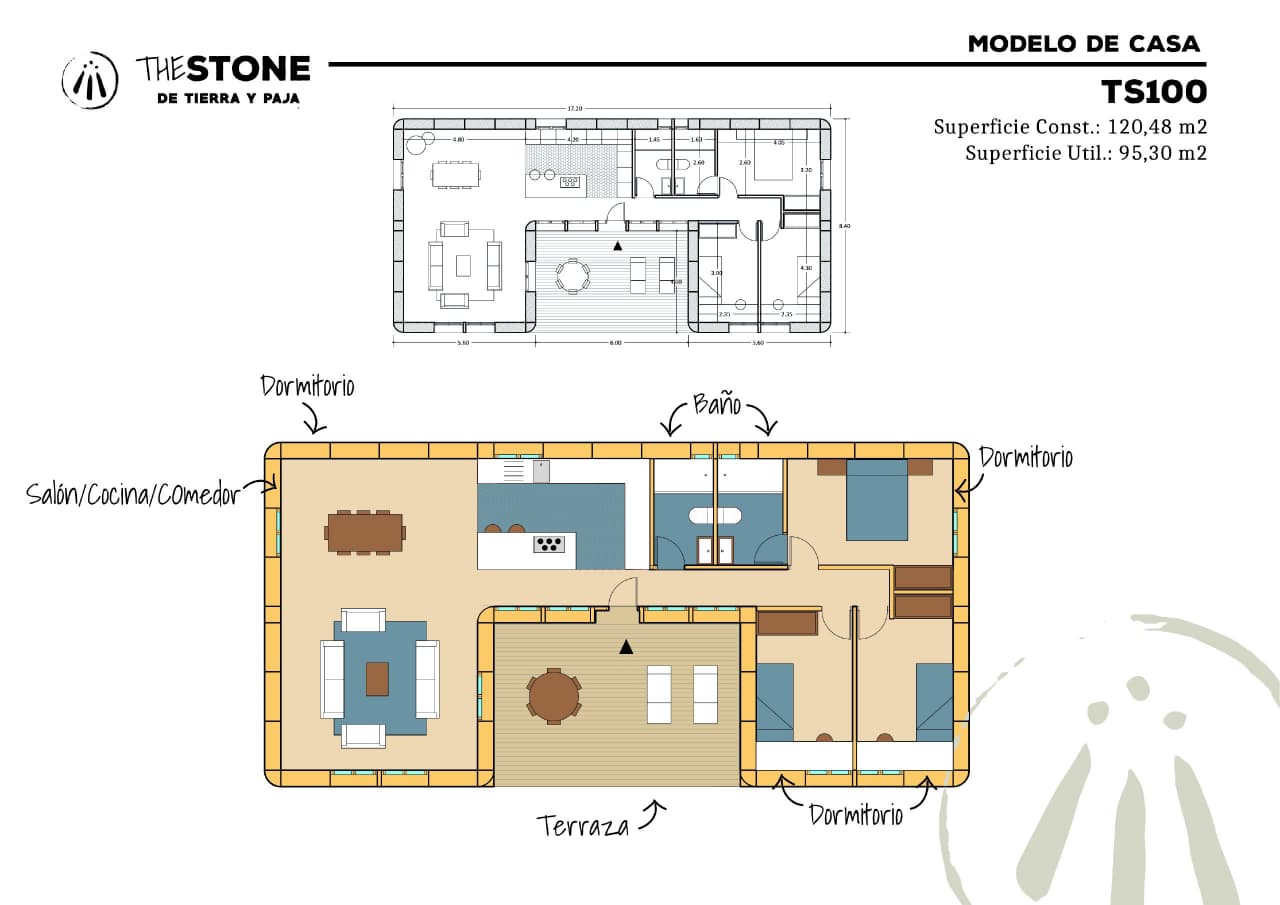 THESTONE
DE TIERRA Y PAJA
MODELO DE CASA
TS100
Superficie Const.: 120,48 m2
Superficie Util.: 95,30 m2
17.20
4.80
4.20
1.45
1.60
4.05
2.60
2.60
3.20
8.40
3.90
4.30
2.35
2.35
5.60
6.00
5.60
Dormitorio
Baño
Dormitorio
Salón/Cocina/COmedor
Dormitorio
Terraza